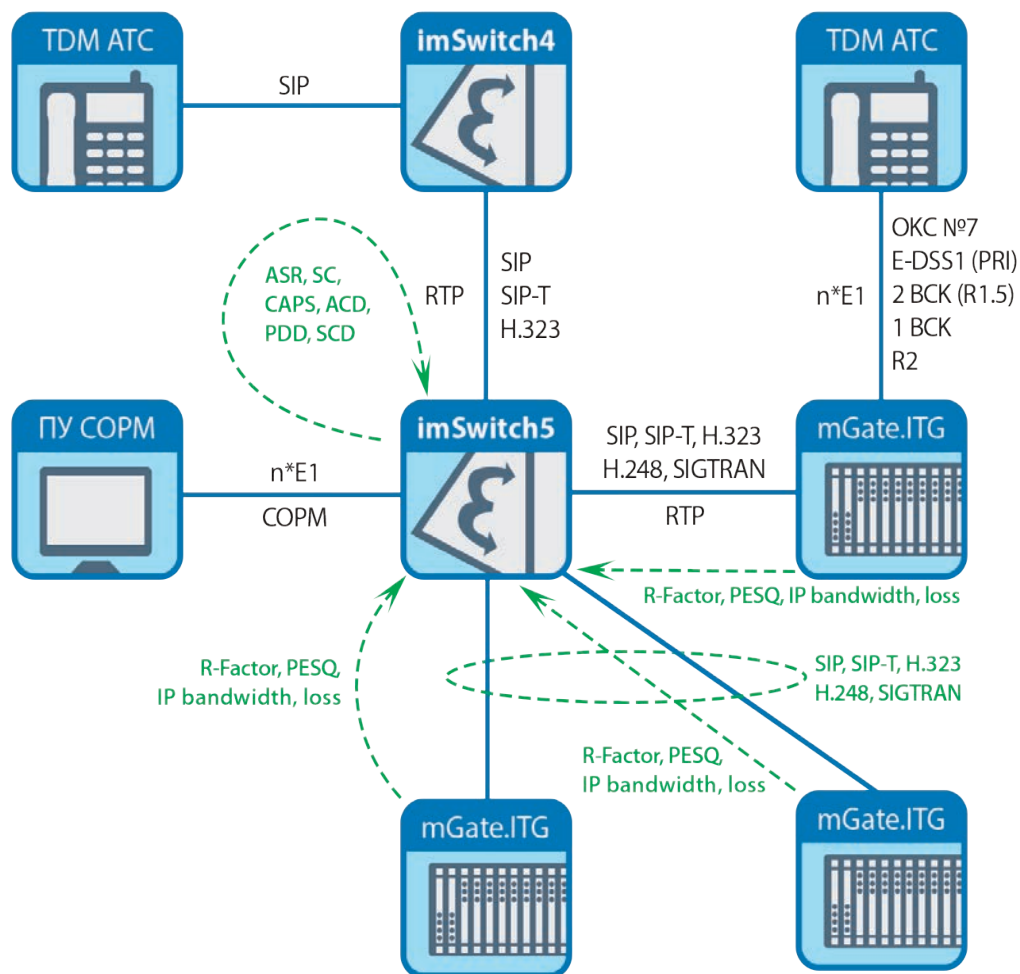 TDM АТС
imSwitch4
TDM АТС
SIP
ОКС №7
E-DSS1 (PRI)
2 ВСК (R1.5)
1 ВСК
R2
n*E1
SIP
SIP-T
H.323
RTP
ASR, SC,
CAPS, ACD,
PDD, SCD
ПУ СОРМ
imSwitch5
mGate.ITG
n*E1
СОРМ
SIP, SIP-T, H.323
H.248, SIGTRAN
RTP
R-Factor, PESQ, IP bandwidth, loss
R-Factor, PESQ,
IP bandwidth, loss
SIP, SIP-T, H.323
H.248, SIGTRAN
R-Factor, PESQ,
IP bandwidth, loss
mGate.ITG
mGate.ITG